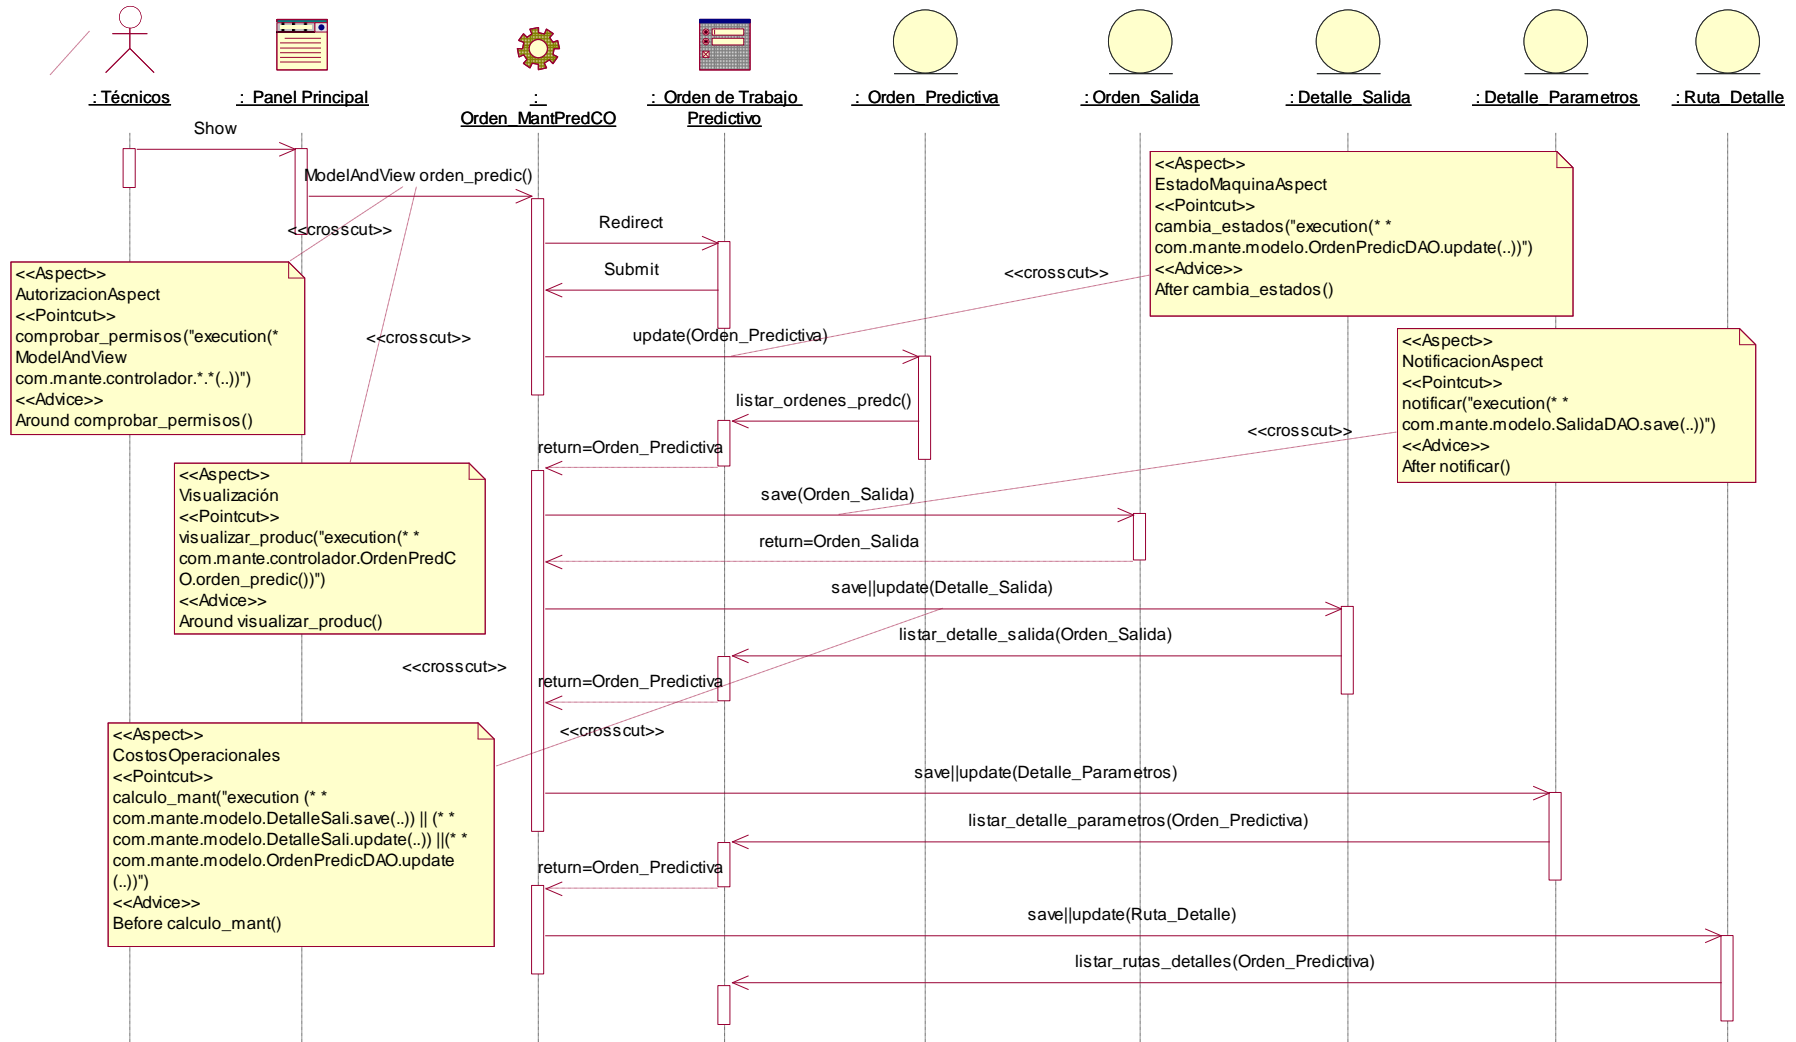 : Técnicos
: Panel Principal
:
Orden_MantPredCO
: Orden de Trabajo
Predictivo
: Orden_Predictiva
: Orden_Salida
: Detalle_Salida
: Detalle_Parametros
: Ruta_Detalle
Show
ModelAndView orden_predic()
<<crosscut>>
Redirect
Submit
<<crosscut>>
<<Aspect>>
EstadoMaquinaAspect
<<Pointcut>>
cambia_estados("execution(* *
com.mante.modelo.OrdenPredicDAO.update(..))")
<<Advice>>
After cambia_estados()
<<Aspect>>
AutorizacionAspect
<<Pointcut>>
comprobar_permisos("execution(*
ModelAndView
com.mante.controlador.*.*(..))")
<<Advice>>
Around comprobar_permisos()
<<crosscut>>
update(Orden_Predictiva)
<<Aspect>>
NotificacionAspect
<<Pointcut>>
notificar("execution(* *
com.mante.modelo.SalidaDAO.save(..))")
<<Advice>>
After notificar()
listar_ordenes_predc()
<<crosscut>>
return=Orden_Predictiva
<<Aspect>>
Visualización
<<Pointcut>>
visualizar_produc("execution(* *
com.mante.controlador.OrdenPredC
O.orden_predic())")
<<Advice>>
Around visualizar_produc()
save(Orden_Salida)
return=Orden_Salida
save||update(Detalle_Salida)
listar_detalle_salida(Orden_Salida)
<<crosscut>>
return=Orden_Predictiva
<<crosscut>>
<<Aspect>>
CostosOperacionales
<<Pointcut>>
calculo_mant("execution (* *
com.mante.modelo.DetalleSali.save(..)) || (* *
com.mante.modelo.DetalleSali.update(..)) ||(* *
com.mante.modelo.OrdenPredicDAO.update
(..))")
<<Advice>>
Before calculo_mant()
save||update(Detalle_Parametros)
listar_detalle_parametros(Orden_Predictiva)
return=Orden_Predictiva
save||update(Ruta_Detalle)
listar_rutas_detalles(Orden_Predictiva)